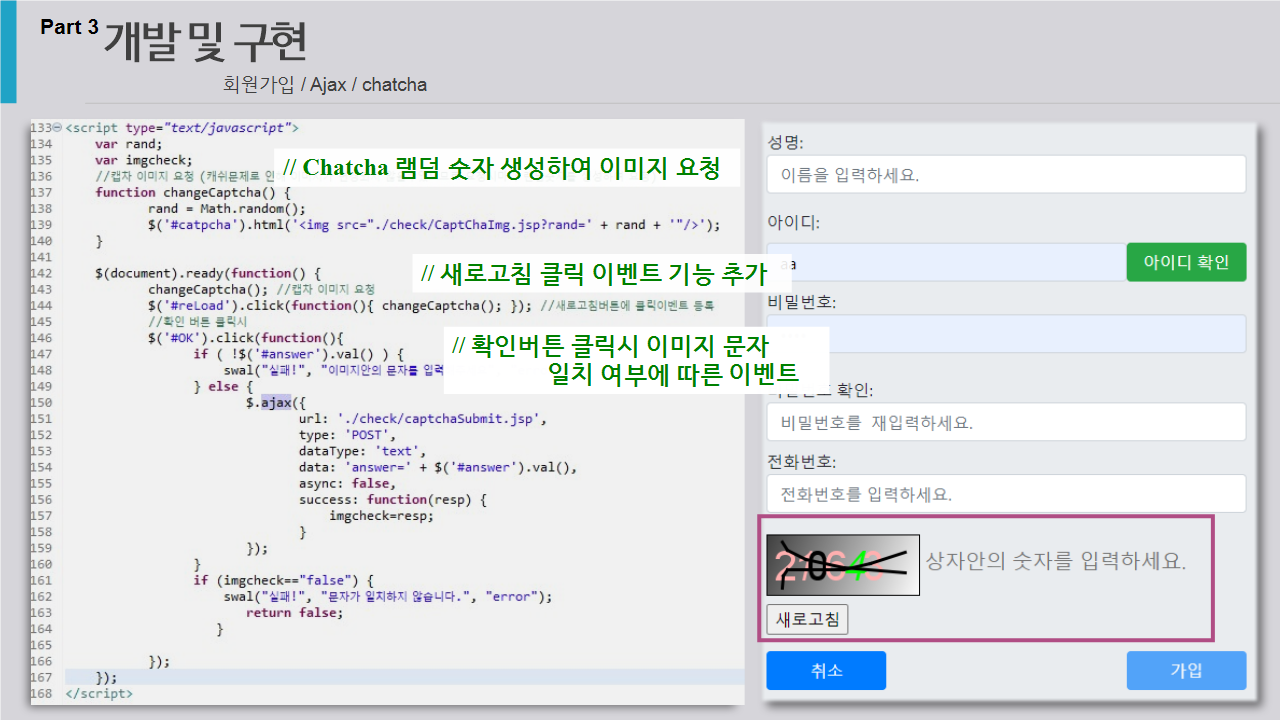 Part 3
개발 및 구현
회원가입 / Ajax / chatcha
133 <script type="text/javascript">
134 var rand;
135 var imgcheck;
136 //캡차 이미지 요청 (캐쉬문제로 인
// Chatcha 램덤 숫자 생성하여 이미지 요청
137 function changeCaptcha() {
138 rand = Math.random();
139 $('#catpcha').html('<img src="./check/CaptChaImg.jsp?rand=' + rand + '"/>');
140 }
141
142 $(document).ready(function() {
// 새로고침 클릭 이벤트 기능 추가
143 changeCaptcha(); //캡차 이미지 요청
144 $('#reLoad').click(function(){ changeCaptcha(); }); //새로고침버튼에 클릭이벤트 등록
145 //확인 버튼 클릭시
146 $('#OK').click(function(){
// 확인버튼 클릭시 이미지 문자
일치 여부에 따른 이벤트
147 if ( !$('#answer').val() ) {
148 swal("실패!", "이미지안의 문자를 입력
149 } else {
150 $.ajax({
151 url: './check/captchaSubmit.jsp',
152 type: 'POST',
153 dataType: 'text',
154 data: 'answer=' + $('#answer').val(),
155 async: false,
156 success: function(resp) {
157 imgcheck=resp;
158 }
159 });
160 }
161 if (imgcheck=="false") {
162 swal("실패!", "문자가 일치하지 않습니다.", "error");
163 return false;
164 }
165
166 });
167 });
168 </script>
성명:
이름을 입력하세요.
아이디:
aa
아이디 확인
비밀번호:
확인:
비밀번호를 재입력하세요.
전화번호:
전화번호를 입력하세요.
상자안의 숫자를 입력하세요.
새로고침
취소
가입